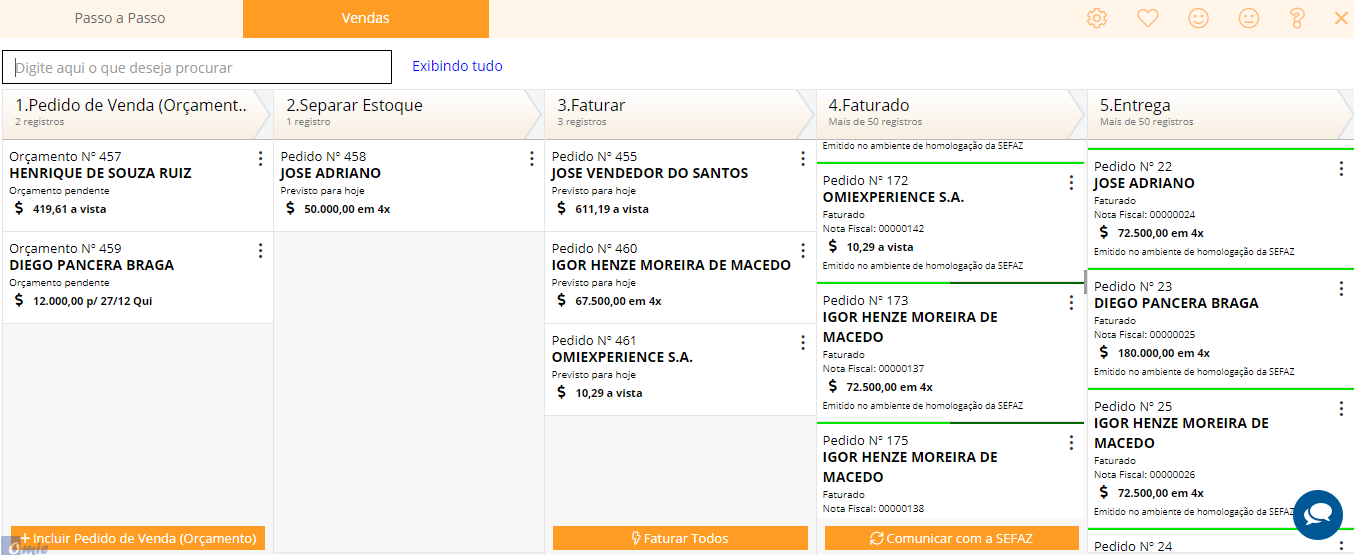 Passo a Passo
Vendas
Digite aqui o que deseja procurar
Exibindo tudo
1.Pedido de Venda (Orçament..
2 registros
Orçamento Nº 457
HENRIQUE DE SOUZA RUIZ
Orçamento pendente
$ 419,61 a vista
Orçamento Nº 459
DIEGO PANCERA BRAGA
Orçamento pendente
$ 12.000,00 p/ 27/12 Qui
+Incluir Pedido de Venda (Orçamento)
Omie
2.Separar Estoque
1 registro
Pedido Nº 458
JOSE ADRIANO
Previsto para hoje
$ 50.000,00 em 4x
3.Faturar
3 registros
Pedido Nº 455
JOSE VENDEDOR DO SANTOS
Previsto para hoje
$ 611,19 a vista
Pedido Nº 460
IGOR HENZE MOREIRA DE MACEDO
Previsto para hoje
$ 67.500,00 em 4x
Pedido Nº 461
OMIEXPERIENCE S.A.
Previsto para hoje
$ 10,29 a vista
Faturar Todos
4.Faturado
Mais de 50 registros
Emitido no ambiente de homologação da SEFAZ
Pedido Nº 172
OMIEXPERIENCE S.A.
Faturado
Nota Fiscal: 00000142
$ 10,29 a vista
Emitido no ambiente de homologação da SEFAZ
Pedido Nº 173
IGOR HENZE MOREIRA DE
MACEDO
Faturado
Nota Fiscal: 00000137
$ 72.500,00 em 4x
Emitido no ambiente de homologação da SEFAZ
Pedido Nº 175
IGOR HENZE MOREIRA DE
MACEDO
Faturado
Nota Fiscal: 00000138
Comunicar com a SEFAZ
5.Entrega
Mais de 50 registros
Pedido Nº 22
JOSE ADRIANO
Faturado
Nota Fiscal: 00000024
$ 72.500,00 em 4x
Emitido no ambiente de homologação da SEFAZ
Pedido Nº 23
DIEGO PANCERA BRAGA
Faturado
Nota Fiscal: 00000025
$ 180.000,00 em 4x
Emitido no ambiente de homologação da SEFAZ
Pedido Nº 25
IGOR HENZE MOREIRA DE
MACEDO
Faturado
Nota Fiscal: 00000026
$ 72.500,00 em 4x
Emitido no ambiente de homologação da SEFAZ
Pedido Nº 24